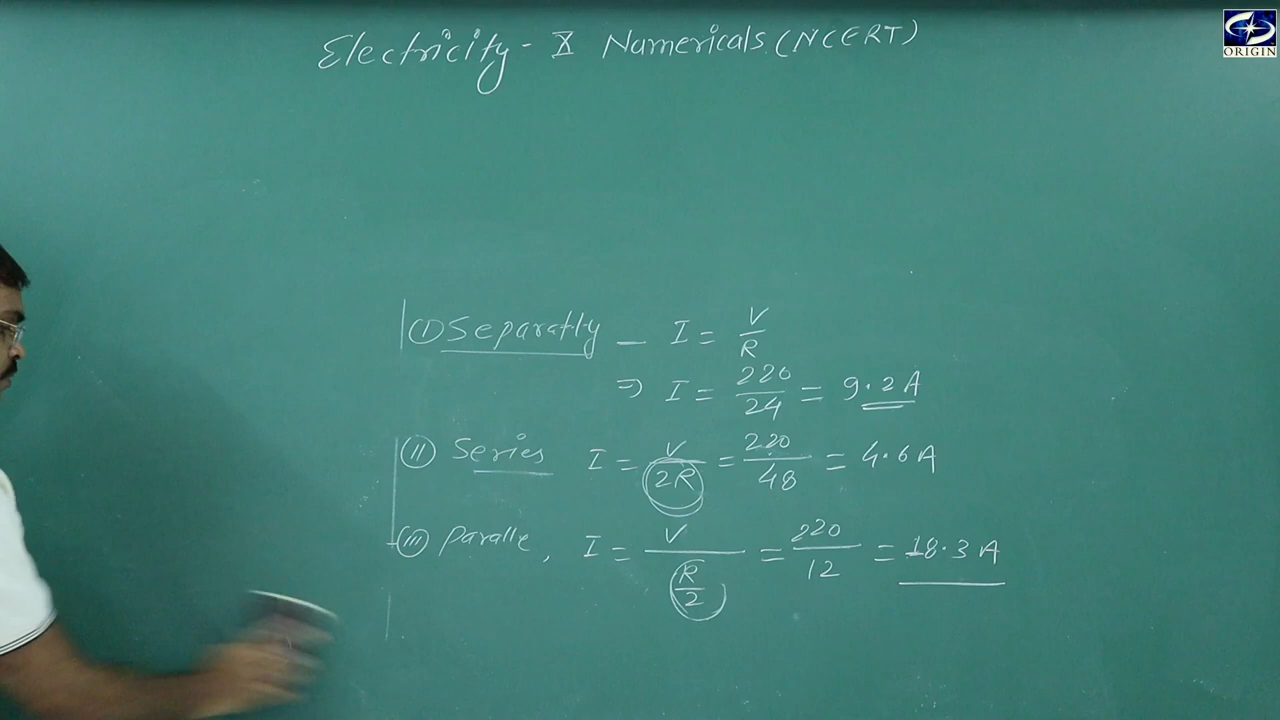 Electricity - X Numericals (NCERT)
ORIGIN
(I) Separatly — I = V/R
⇒ I = 220/24 = 9.2 A
(II) Series I = V/2R = 220/48 = 4.6 A
(III) Paralle, I = V/(R/2) = 220/12 = 18.3 A